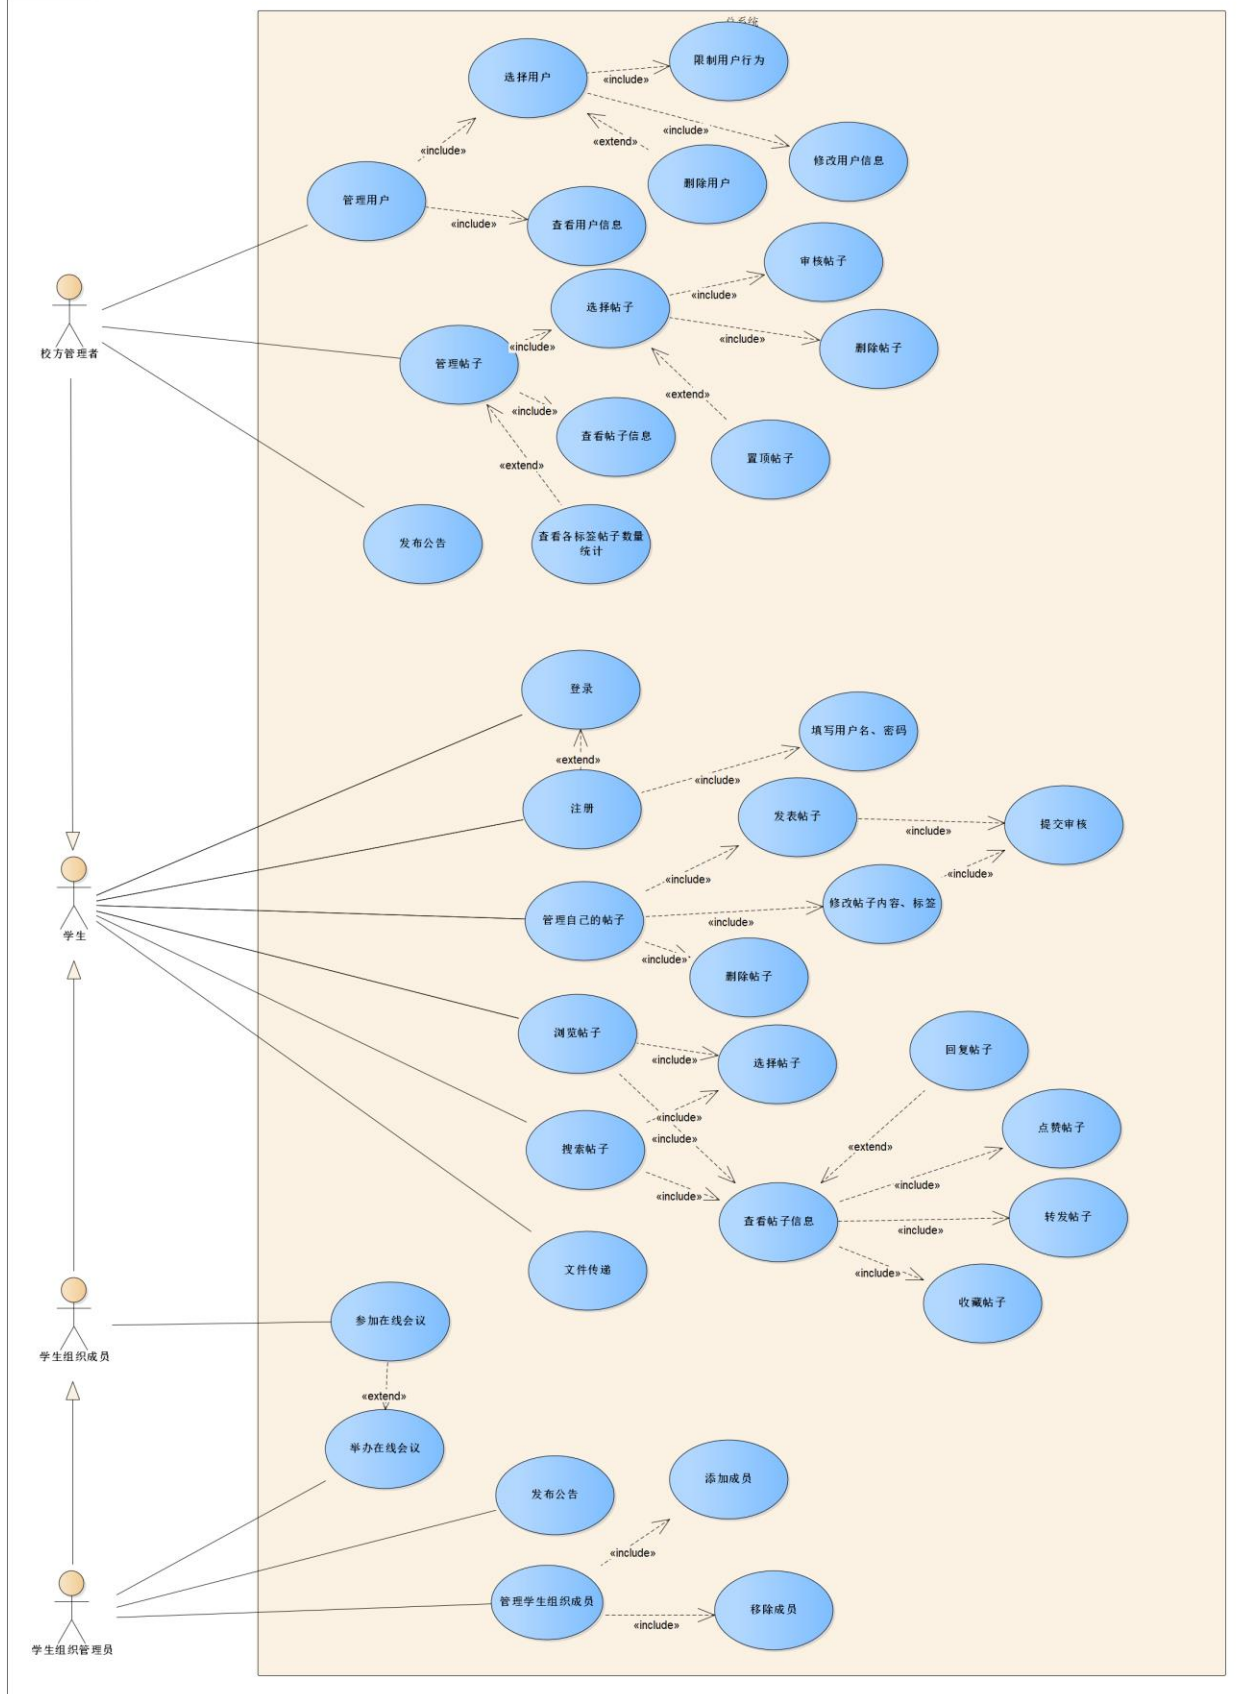 总系统
限制用户行为
选择用户
«include»
«include»
«extend»
«include»
修改用户信息
删除用户
管理用户
«include»
查看用户信息
审核帖子
选择帖子
«include»
校方管理者
«include»
«include»
删除帖子
管理帖子
«extend»
«include»
查看帖子信息
置顶帖子
«extend»
发布公告
查看各标签帖子数量
统计
登录
填写用户名、密码
«extend»
«include»
注册
发表帖子
«include»
提交审核
«include»
«include»
修改帖子内容、标签
管理自己的帖子
«include»
学生
«include»
删除帖子
浏览帖子
«include»
选择帖子
回复帖子
«include»
«include»
点赞帖子
搜索帖子
«extend»
«include»
«include»
查看帖子信息
转发帖子
«include»
文件传递
«include»
收藏帖子
参加在线会议
学生组织成员
«extend»
举办在线会议
添加成员
发布公告
«include»
管理学生组织成员
移除成员
«include»
学生组织管理员